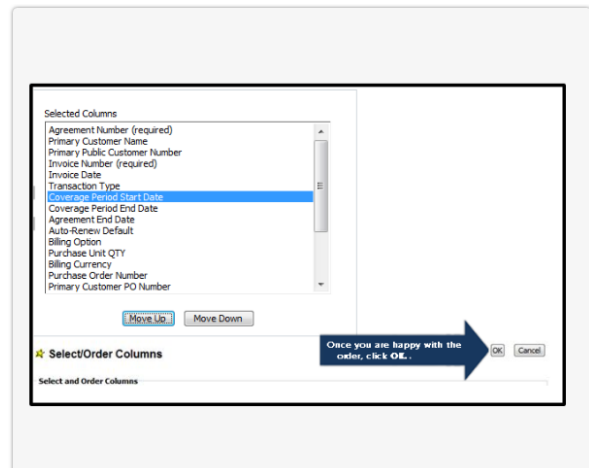 Selected Columns
Agreement Number (required)
Primary Customer Name
Primary Public Customer Number
Invoice Number (required)
Invoice Date
Transaction Type
Coverage Period Start Date
Coverage Period End Date
Agreement End Date
Auto-Renew Default
Billing Option
Purchase Unit QTY
Billing Currency
Purchase Order Number
Primary Customer PO Number
Move Up Move Down
Select/Order Columns
Once you are happy with the
order, click OK. .
OK Cancel
Select and Order Columns